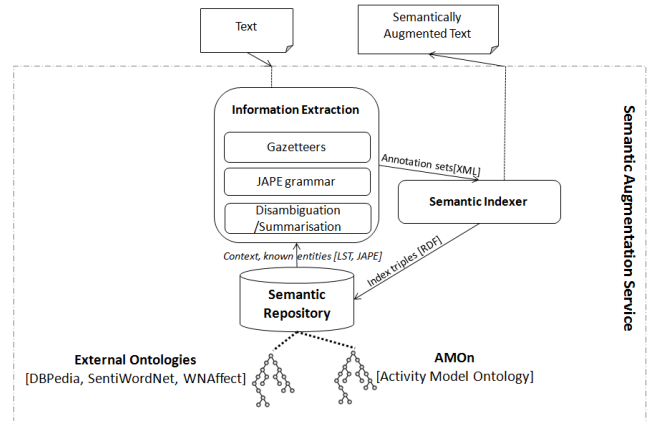 Text
Semantically
Augmented Text
Information Extraction
Gazetteers
JAPE grammar
Disambiguation
/Summarisation
Annotation sets[XML]
Semantic Indexer
Context, known entities [LST, JAPE]
Index triples [RDF]
Semantic
Repository
External Ontologies
[DBPedia, SentiWordNet, WNAffect]
AMOn
[Activity Model Ontology]
Semantic Augmentation Service